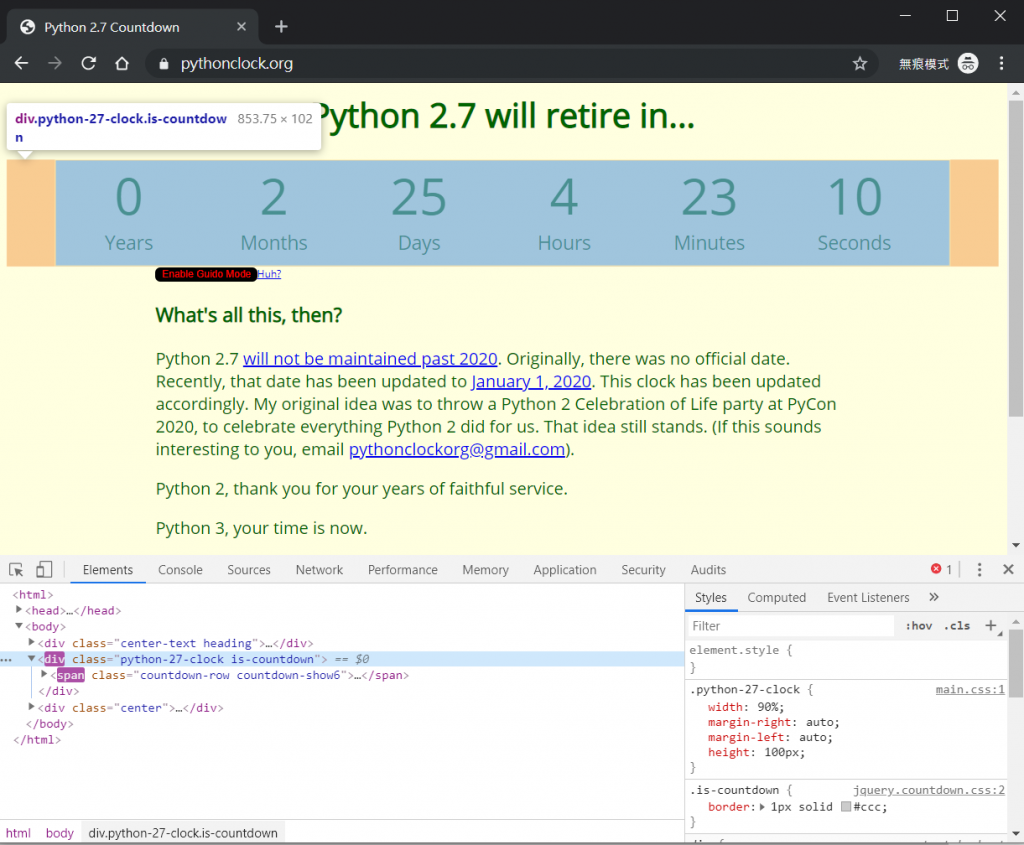 Python 2.7 Countdown
pythonclock.org
無痕模式
div.python-27-clock.is-countdow 853.75 × 102
n
Python 2.7 will retire in...
0 2 25 4 23 10
Years Months Days Hours Minutes Seconds
Enable Guido Mode Huh?
What's all this, then?
Python 2.7 will not be maintained past 2020. Originally, there was no official date.
Recently, that date has been updated to January 1, 2020. This clock has been updated
accordingly. My original idea was to throw a Python 2 Celebration of Life party at PyCon
2020, to celebrate everything Python 2 did for us. That idea still stands. (If this sounds
interesting to you, email pythonclockorg@gmail.com).
Python 2, thank you for your years of faithful service.
Python 3, your time is now.
Elements Console Sources Network Performance Memory Application Security Audits 1
<html>
<head>…</head>
<body>
<div class="center-text heading">…</div>
<div class="python-27-clock is-countdown"> == $0
<span class="countdown-row countdown-show6">…</span>
</div>
<div class="center">…</div>
</body>
</html>
html body div.python-27-clock.is-countdown
Styles Computed Event Listeners »
Filter :hov .cls +
element.style {
}
.python-27-clock { main.css:1
width: 90%;
margin-right: auto;
margin-left: auto;
height: 100px;
}
.is-countdown { jquery.countdown.css:2
border: 1px solid #ccc;
}